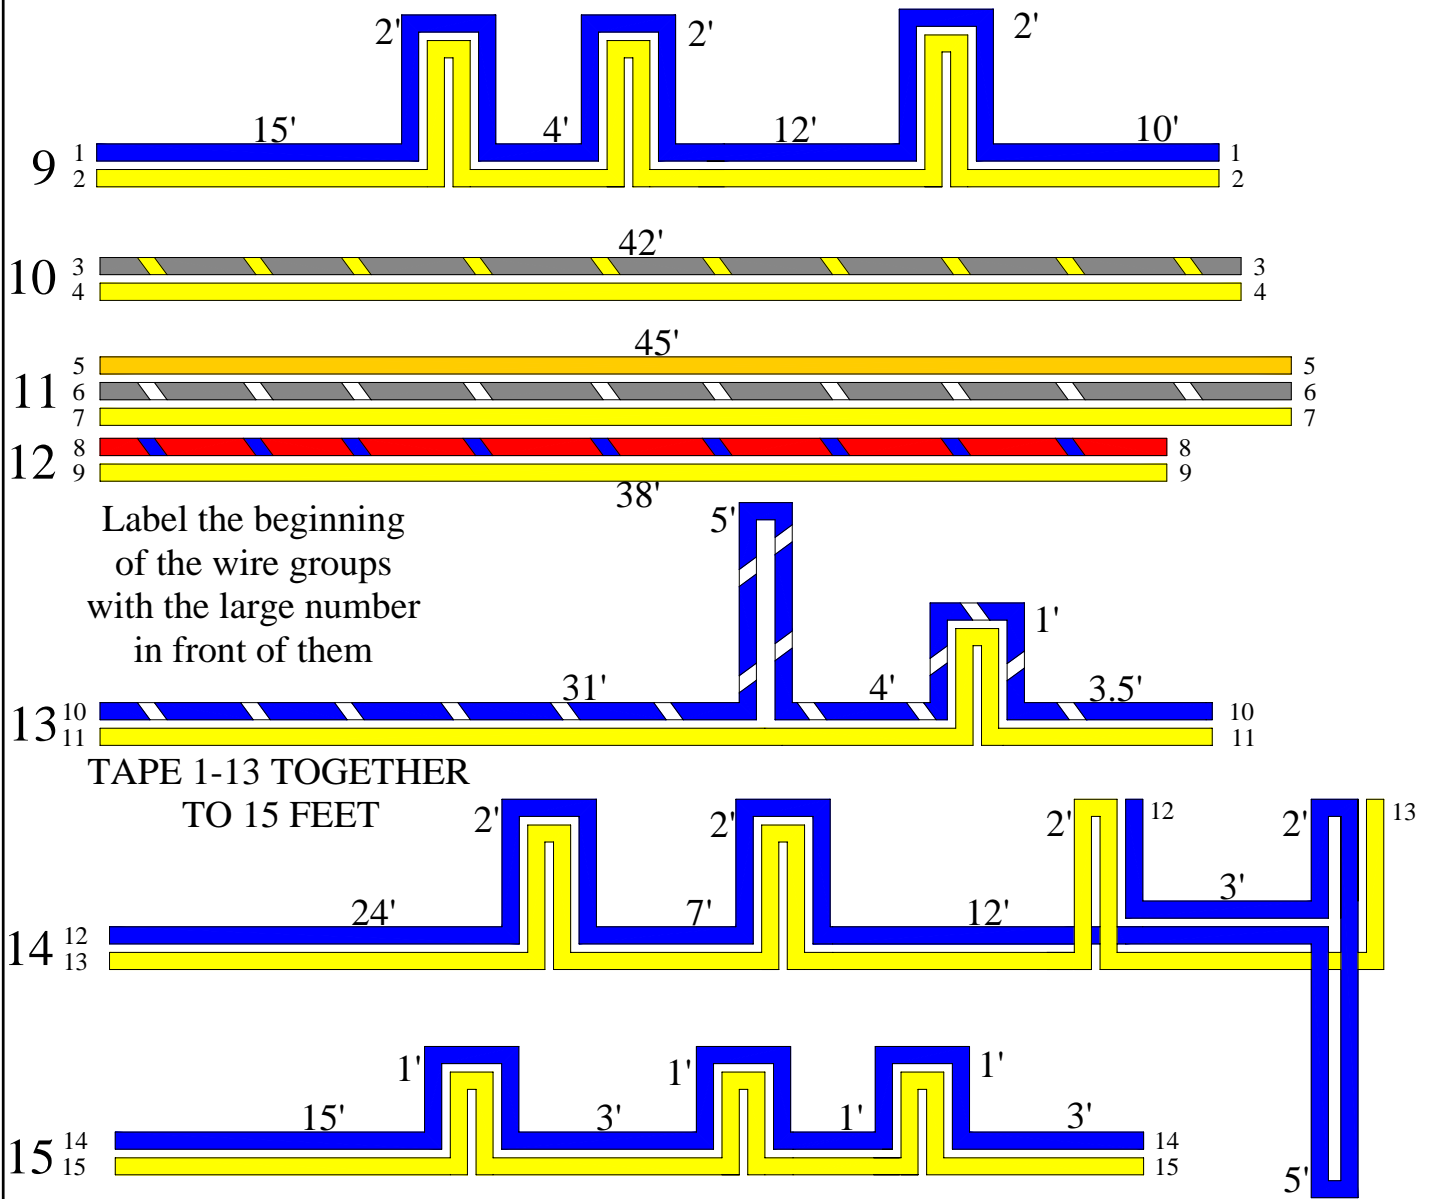 2' 2' 2'
15' 4' 12' 10'
9 1 1
2 2
42'
10 3 3
4 4
45'
5 5
11 6 6
7 7
12 8 8
9 9
38'
Label the beginning
of the wire groups
with the large number
in front of them
5'
1'
31' 4' 3.5'
13 10 10
11 11
TAPE 1-13 TOGETHER
TO 15 FEET
2' 2' 2' 12 2' 13
24' 7' 12' 3'
14 12
13
1' 1' 1'
15' 3' 1' 3'
15 14 14
15 15
5'